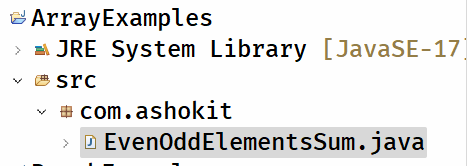 ArrayExamples
JRE System Library [JavaSE-17]
src
com.ashokit
EvenOddElementsSum.java